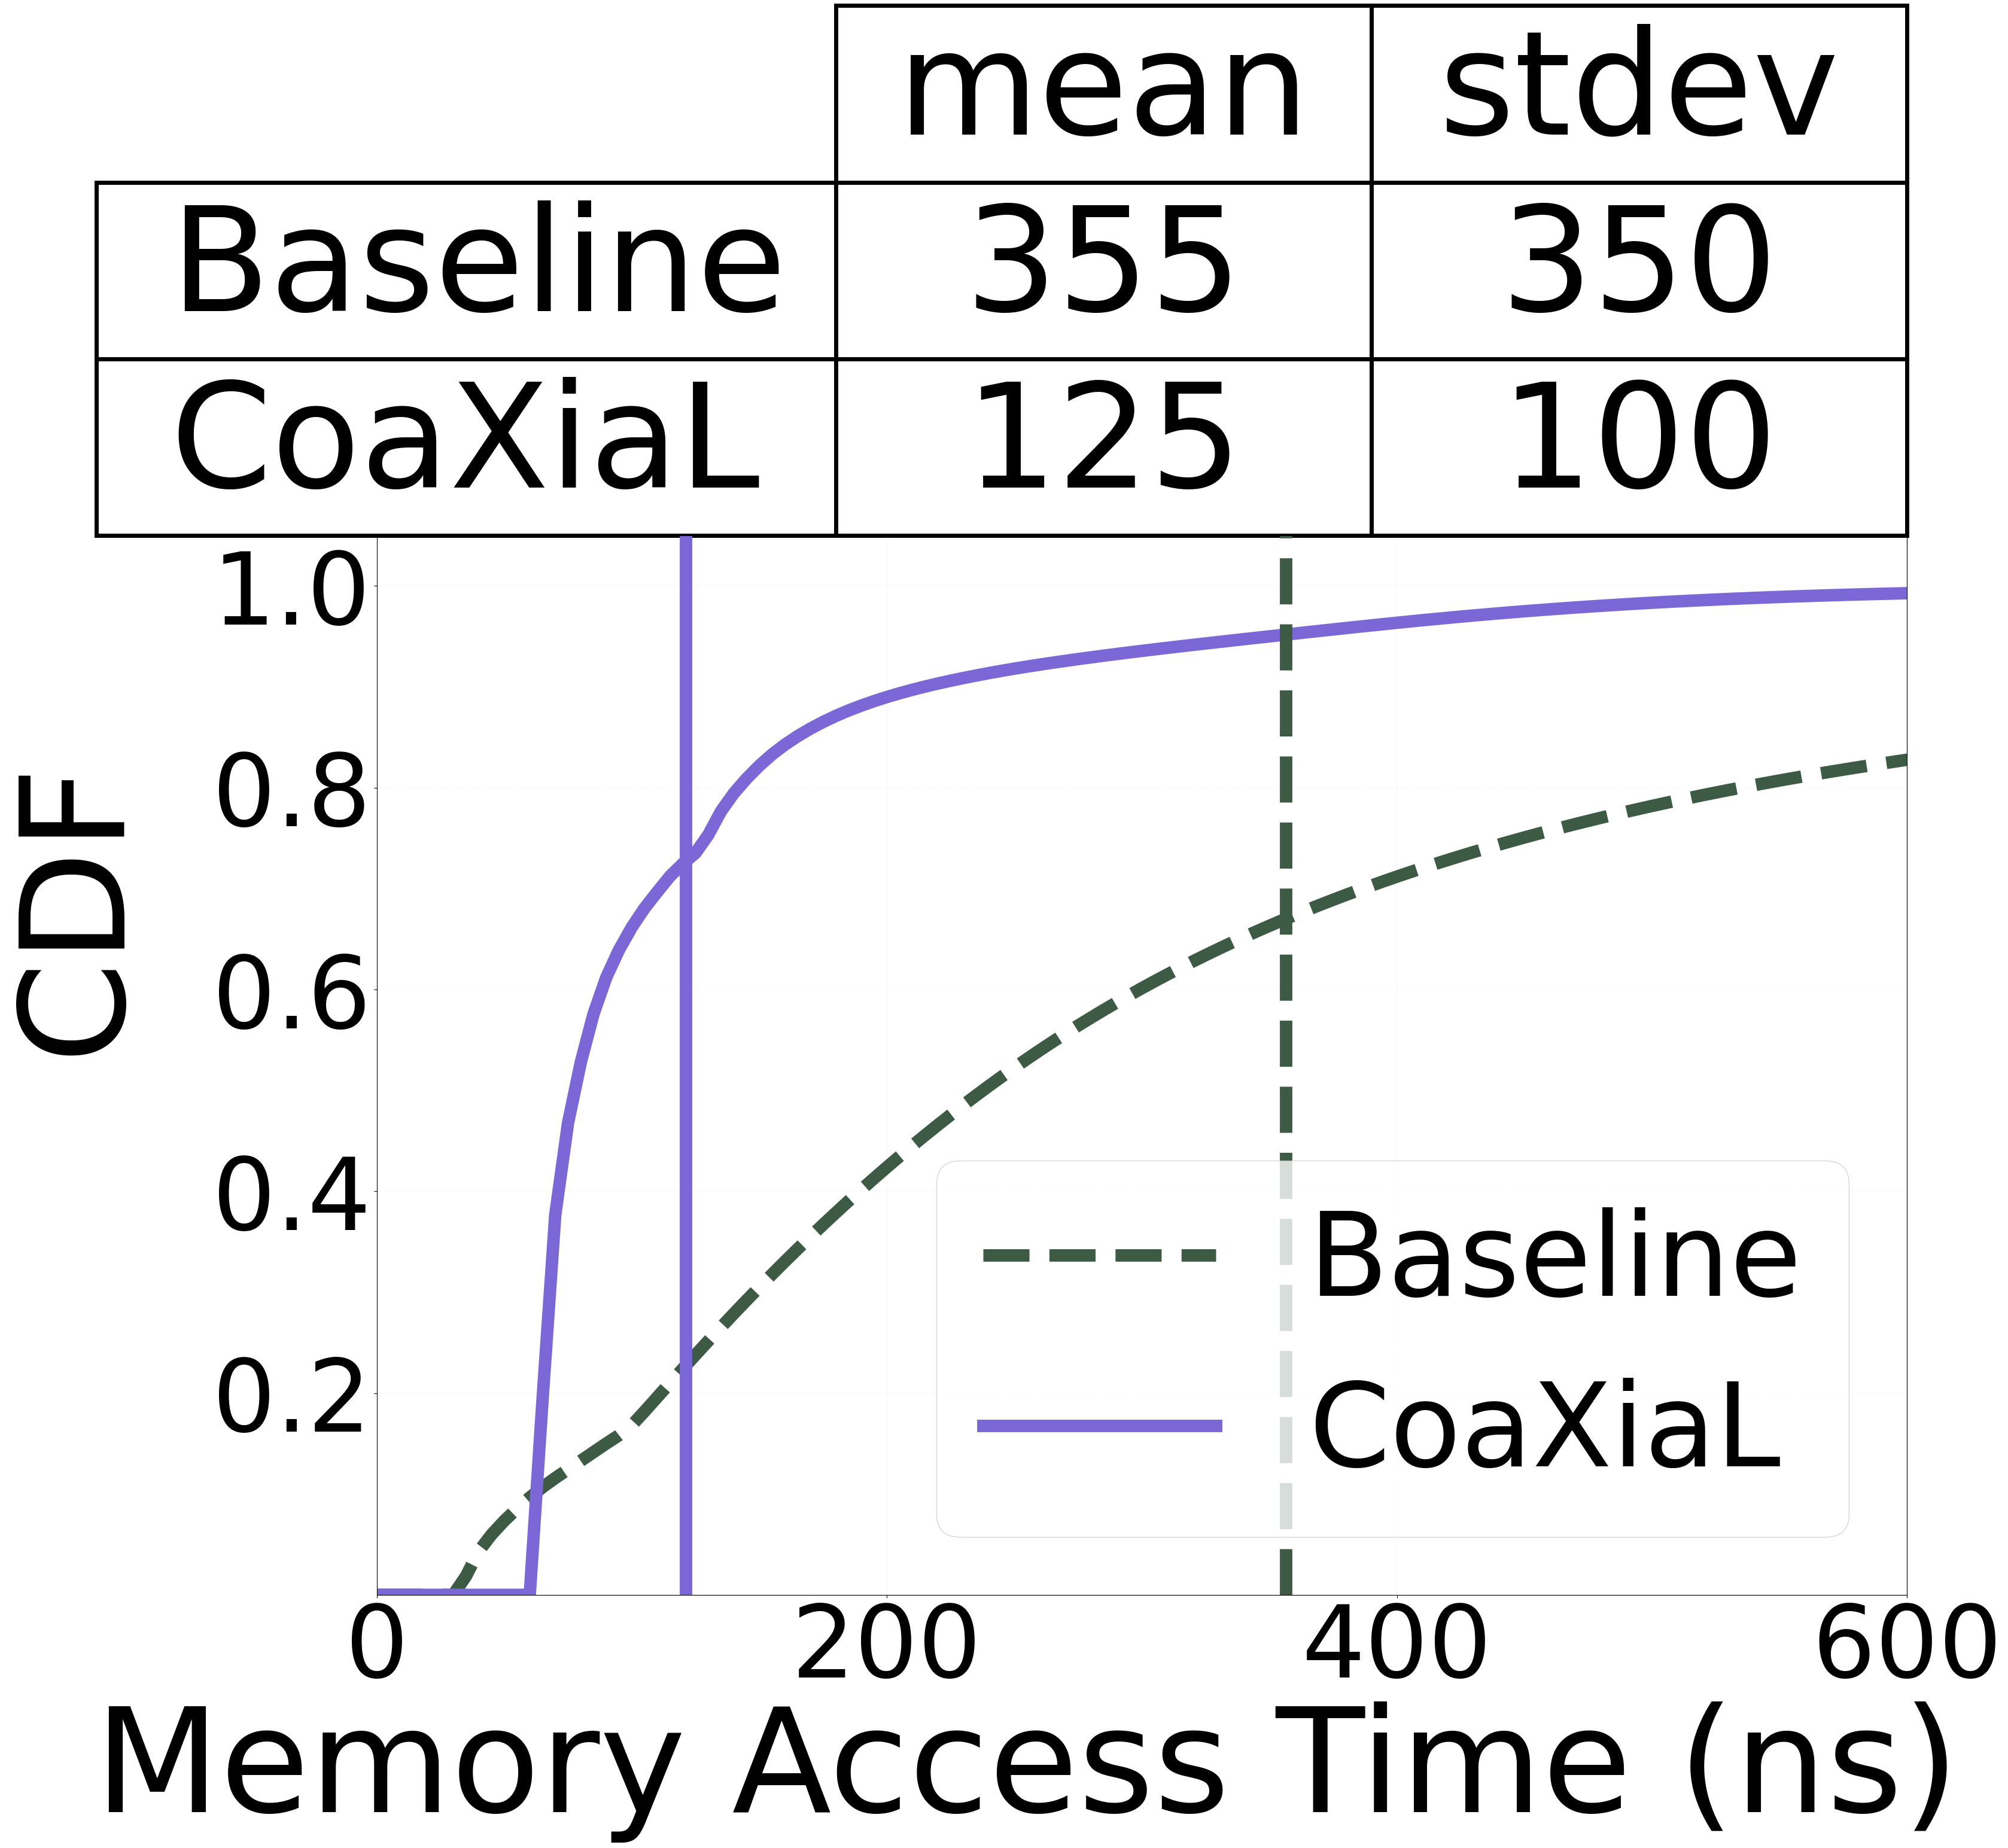 mean stdev
Baseline 355 350
CoaXiaL 125 100
1.0
0.8
0.6
0.4
0.2
CDF
Baseline
CoaXiaL
0 200 400 600
Memory Access Time (ns)